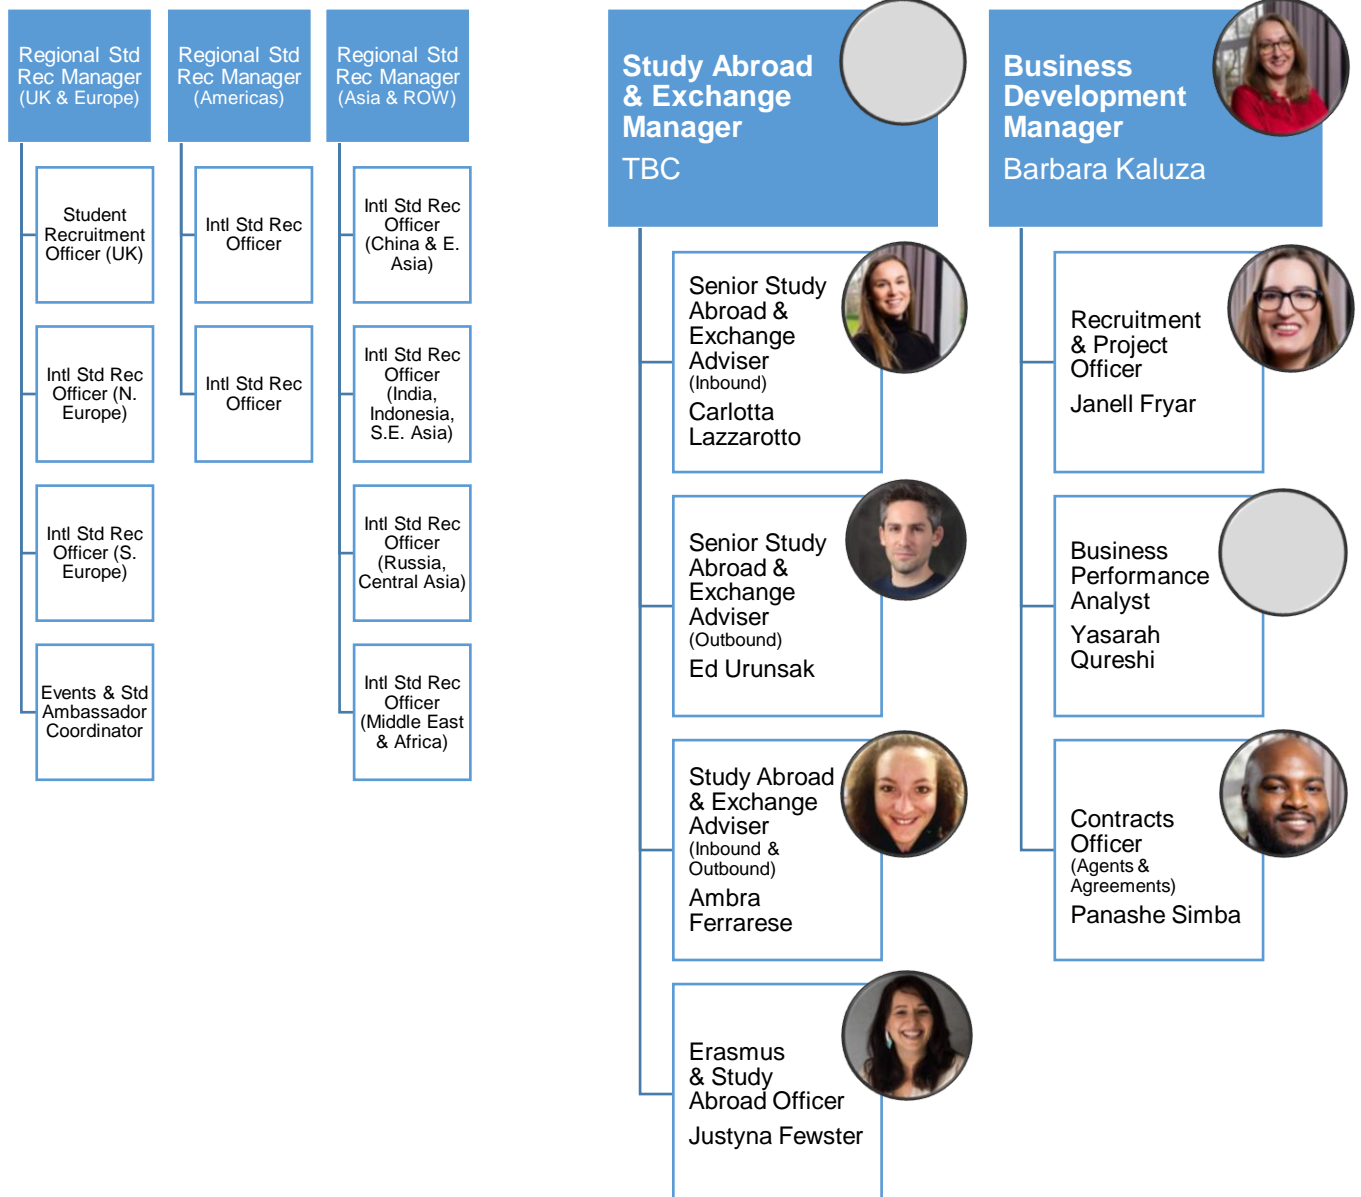 Regional Std
Rec Manager
(UK & Europe)
Student
Recruitment
Officer (UK)
Intl Std Rec
Officer (N.
Europe)
Intl Std Rec
Officer (S.
Europe)
Events & Std
Ambassador
Coordinator
Regional Std
Rec Manager
(Americas)
Intl Std Rec
Officer
Intl Std Rec
Officer
Regional Std
Rec Manager
(Asia & ROW)
Intl Std Rec
Officer
(China & E.
Asia)
Intl Std Rec
Officer
(India,
Indonesia,
S.E. Asia)
Intl Std Rec
Officer
(Russia,
Central Asia)
Intl Std Rec
Officer
(Middle East
& Africa)
Study Abroad
& Exchange
Manager
TBC
Senior Study
Abroad &
Exchange
Adviser
(Inbound)
Carlotta
Lazzarotto
Senior Study
Abroad &
Exchange
Adviser
(Outbound)
Ed Urunsak
Study Abroad
& Exchange
Adviser
(Inbound &
Outbound)
Ambra
Ferrarese
Erasmus
& Study
Abroad Officer
Justyna Fewster
Business
Development
Manager
Barbara Kaluza
Recruitment
& Project
Officer
Janell Fryar
Business
Performance
Analyst
Yasarah
Qureshi
Contracts
Officer
(Agents &
Agreements)
Panashe Simba